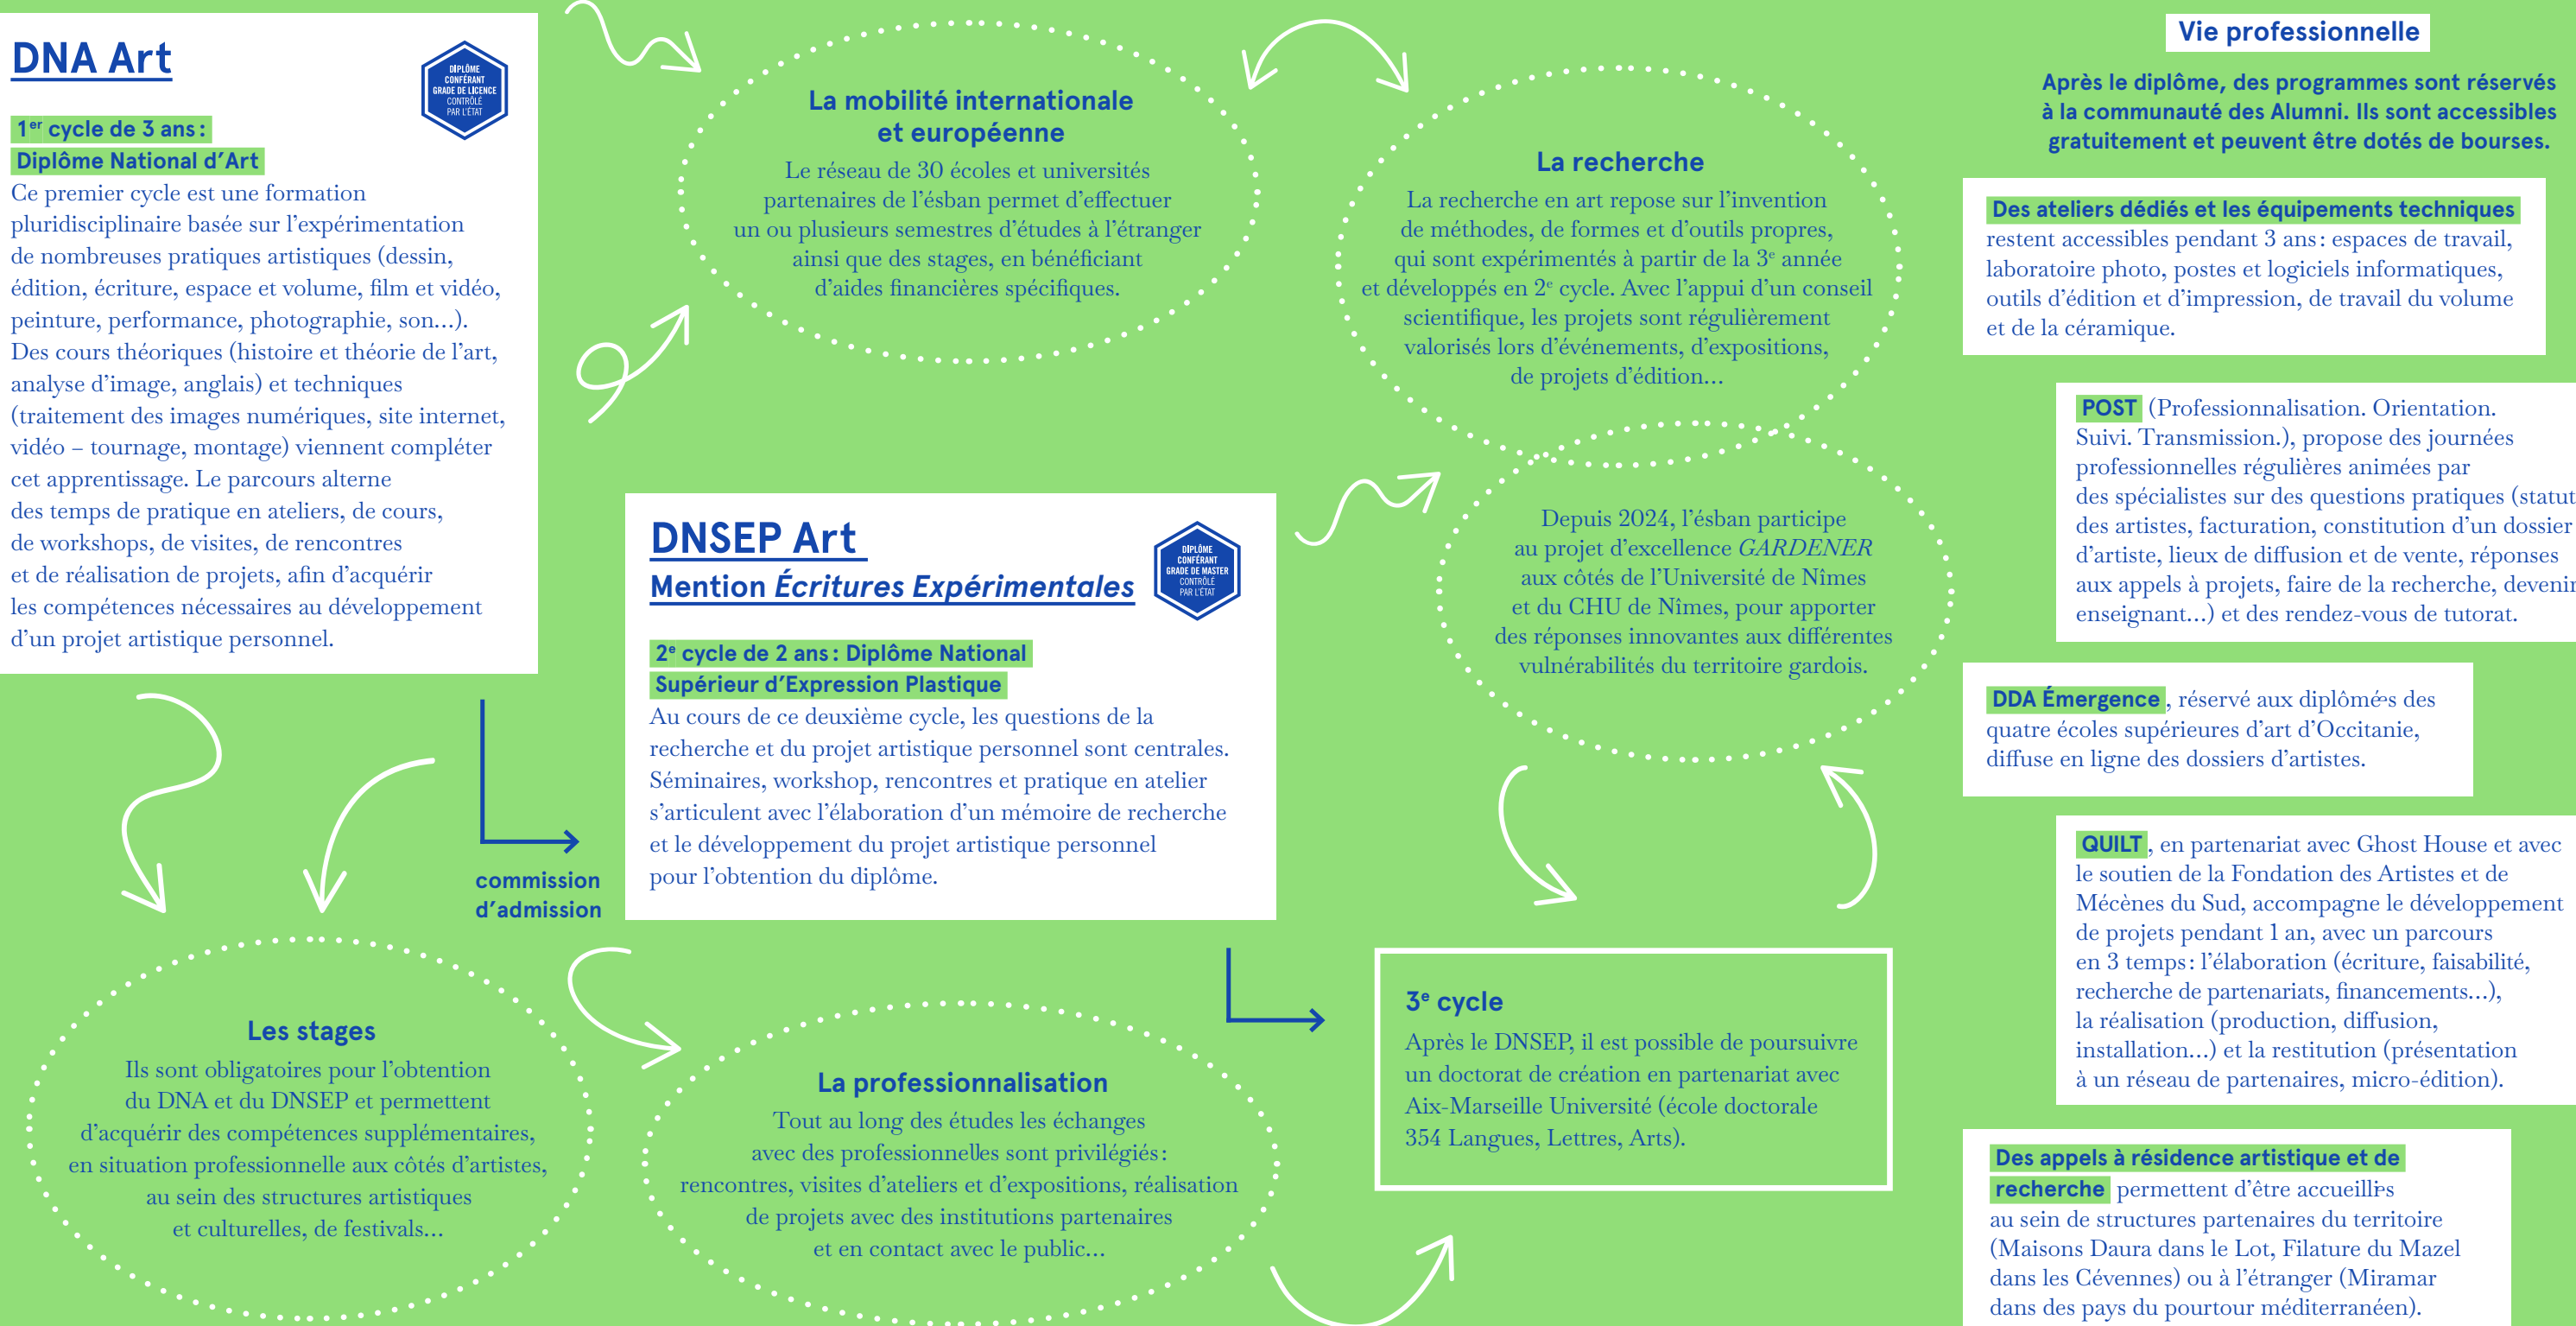 DNA Art
DIPLÔME
CONFÉRANT
GRADE DE LICENCE
CONTRÔLÉ
PAR L'ÉTAT
1er cycle de 3 ans :
Diplôme National d’Art
Ce premier cycle est une formation
pluridisciplinaire basée sur l’expérimentation
de nombreuses pratiques artistiques (dessin,
édition, écriture, espace et volume, film et vidéo,
peinture, performance, photographie, son…).
Des cours théoriques (histoire et théorie de l’art,
analyse d’image, anglais) et techniques
(traitement des images numériques, site internet,
vidéo – tournage, montage) viennent compléter
cet apprentissage. Le parcours alterne
des temps de pratique en ateliers, de cours,
de workshops, de visites, de rencontres
et de réalisation de projets, afin d’acquérir
les compétences nécessaires au développement
d’un projet artistique personnel.
commission
d’admission
Les stages
Ils sont obligatoires pour l’obtention
du DNA et du DNSEP et permettent
d’acquérir des compétences supplémentaires,
en situation professionnelle aux côtés d’artistes,
au sein des structures artistiques
et culturelles, de festivals…
La mobilité internationale
et européenne
Le réseau de 30 écoles et universités
partenaires de l’ésban permet d’effectuer
un ou plusieurs semestres d’études à l’étranger
ainsi que des stages, en bénéficiant
d’aides financières spécifiques.
DNSEP Art
Mention Écritures Expérimentales
DIPLÔME
CONFÉRANT
GRADE DE MASTER
CONTRÔLÉ
PAR L'ÉTAT
2e cycle de 2 ans : Diplôme National
Supérieur d’Expression Plastique
Au cours de ce deuxième cycle, les questions de la
recherche et du projet artistique personnel sont centrales.
Séminaires, workshop, rencontres et pratique en atelier
s’articulent avec l’élaboration d’un mémoire de recherche
et le développement du projet artistique personnel
pour l’obtention du diplôme.
La professionnalisation
Tout au long des études les échanges
avec des professionnelles sont privilégiés :
rencontres, visites d’ateliers et d’expositions, réalisation
de projets avec des institutions partenaires
et en contact avec le public…
La recherche
La recherche en art repose sur l’invention
de méthodes, de formes et d’outils propres,
qui sont expérimentés à partir de la 3e année
et développés en 2e cycle. Avec l’appui d’un conseil
scientifique, les projets sont régulièrement
valorisés lors d’événements, d’expositions,
de projets d’édition…
Depuis 2024, l’ésban participe
au projet d’excellence GARDENER
aux côtés de l’Université de Nîmes
et du CHU de Nîmes, pour apporter
des réponses innovantes aux différentes
vulnérabilités du territoire gardois.
3e cycle
Après le DNSEP, il est possible de poursuivre
un doctorat de création en partenariat avec
Aix-Marseille Université (école doctorale
354 Langues, Lettres, Arts).
Vie professionnelle
Après le diplôme, des programmes sont réservés
à la communauté des Alumni. Ils sont accessibles
gratuitement et peuvent être dotés de bourses.
Des ateliers dédiés et les équipements techniques
restent accessibles pendant 3 ans : espaces de travail,
laboratoire photo, postes et logiciels informatiques,
outils d’édition et d’impression, de travail du volume
et de la céramique.
POST (Professionnalisation. Orientation.
Suivi. Transmission.), propose des journées
professionnelles régulières animées par
des spécialistes sur des questions pratiques (statut
des artistes, facturation, constitution d’un dossier
d’artiste, lieux de diffusion et de vente, réponses
aux appels à projets, faire de la recherche, devenir
enseignant…) et des rendez-vous de tutorat.
DDA Émergence, réservé aux diplômées des
quatre écoles supérieures d’art d’Occitanie,
diffuse en ligne des dossiers d’artistes.
QUILT, en partenariat avec Ghost House et avec
le soutien de la Fondation des Artistes et de
Mécènes du Sud, accompagne le développement
de projets pendant 1 an, avec un parcours
en 3 temps : l’élaboration (écriture, faisabilité,
recherche de partenariats, financements…),
la réalisation (production, diffusion,
installation…) et la restitution (présentation
à un réseau de partenaires, micro-édition).
Des appels à résidence artistique et de
recherche permettent d’être accueillies
au sein de structures partenaires du territoire
(Maisons Daura dans le Lot, Filature du Mazel
dans les Cévennes) ou à l’étranger (Miramar
dans des pays du pourtour méditerranéen).